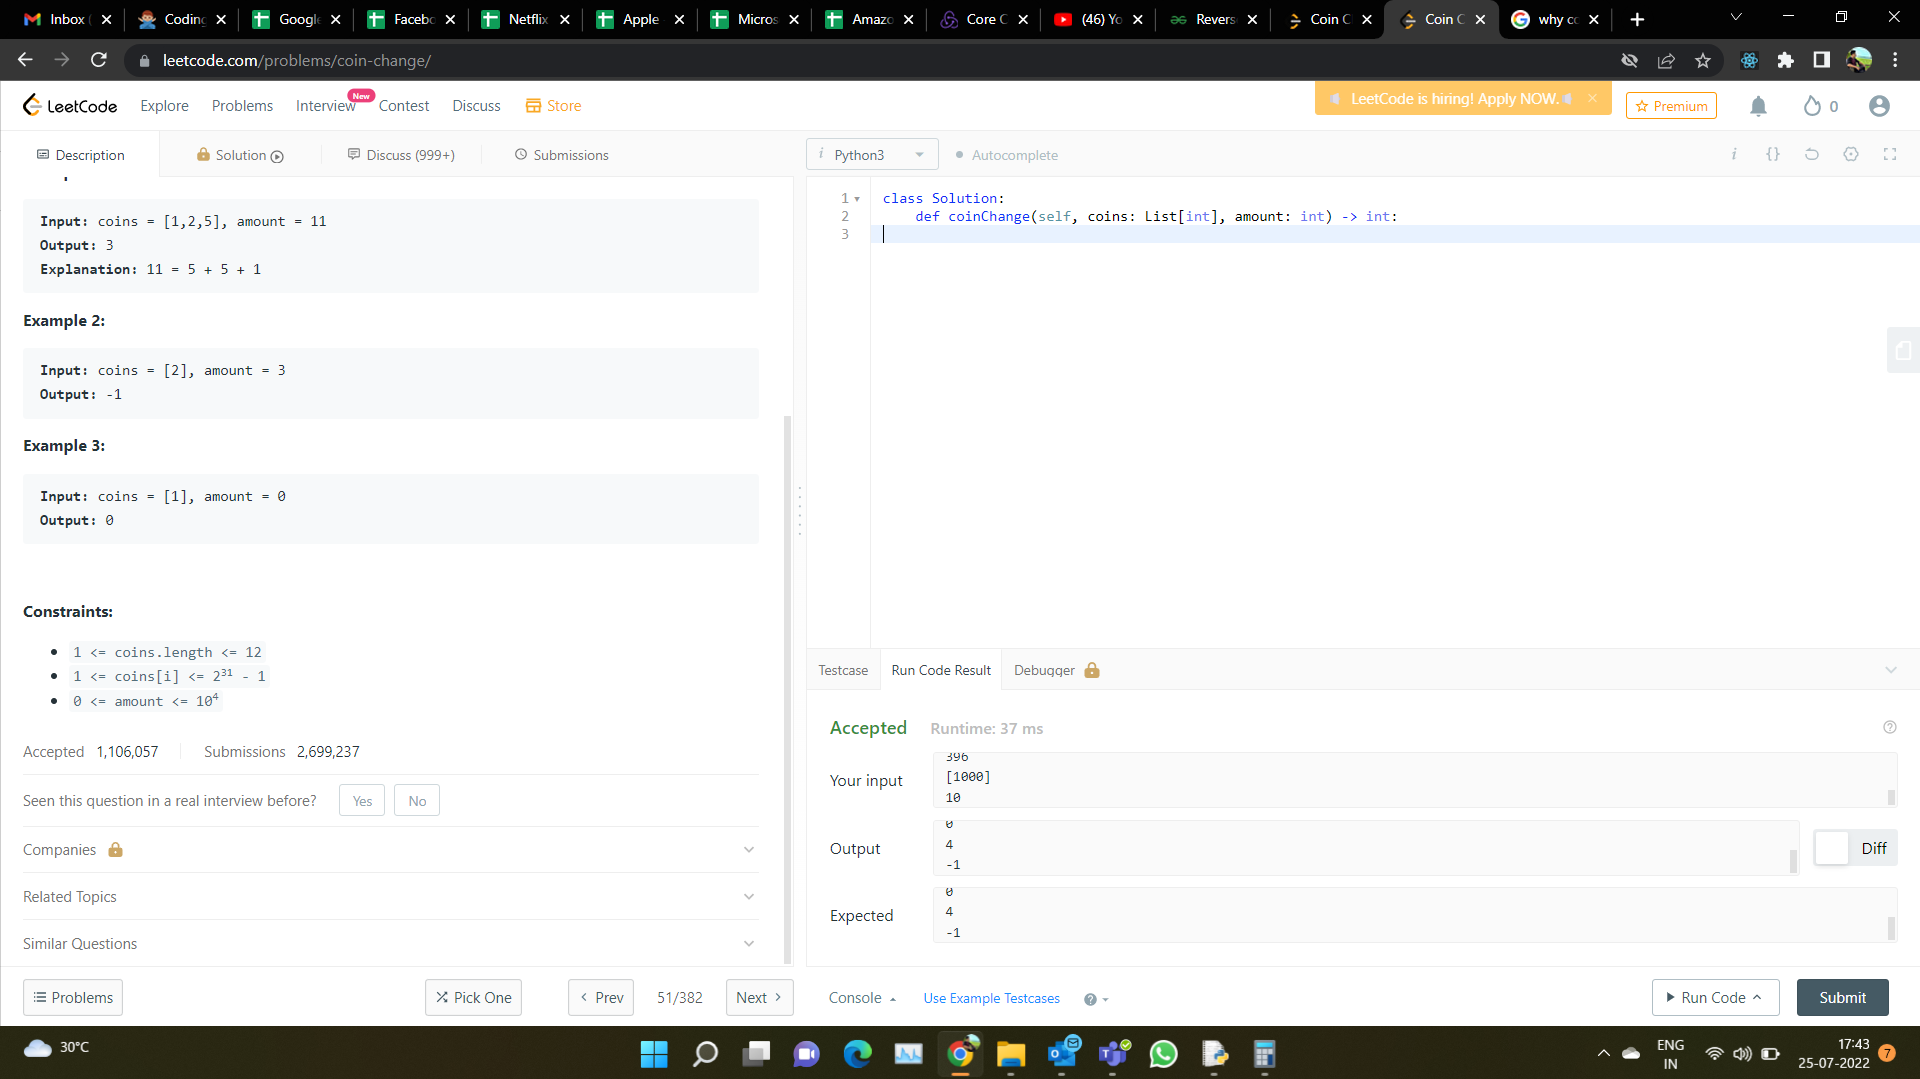 Inbox (
Coding
Google
Facebo
Netflix
Apple
Micros
Amazo
Core C
(46) Yo
Revers
Coin C
Coin C
why co
leetcode.com/problems/coin-change/
LeetCode
Explore
Problems
Interview
New
Contest
Discuss
Store
LeetCode is hiring! Apply NOW.
Premium
0
Description
Solution
Discuss (999+)
Submissions
i Python3
Autocomplete
i {}
Input: coins = [1,2,5], amount = 11
Output: 3
Explanation: 11 = 5 + 5 + 1
Example 2:
Input: coins = [2], amount = 3
Output: -1
Example 3:
Input: coins = [1], amount = 0
Output: 0
Constraints:
1 <= coins.length <= 12
1 <= coins[i] <= 2³¹ - 1
0 <= amount <= 10⁴
Accepted 1,106,057 Submissions 2,699,237
Seen this question in a real interview before? Yes No
Companies
Related Topics
Similar Questions
Problems
Pick One
Prev
51/382
Next
1 class Solution:
2 def coinChange(self, coins: List[int], amount: int) -> int:
3
Testcase
Run Code Result
Debugger
Accepted Runtime: 37 ms
Your input
396
[1000]
10
Output
0
4
-1
Diff
Expected
0
4
-1
Console
Use Example Testcases
Run Code
Submit
30°C
ENG
IN
17:43
25-07-2022
7